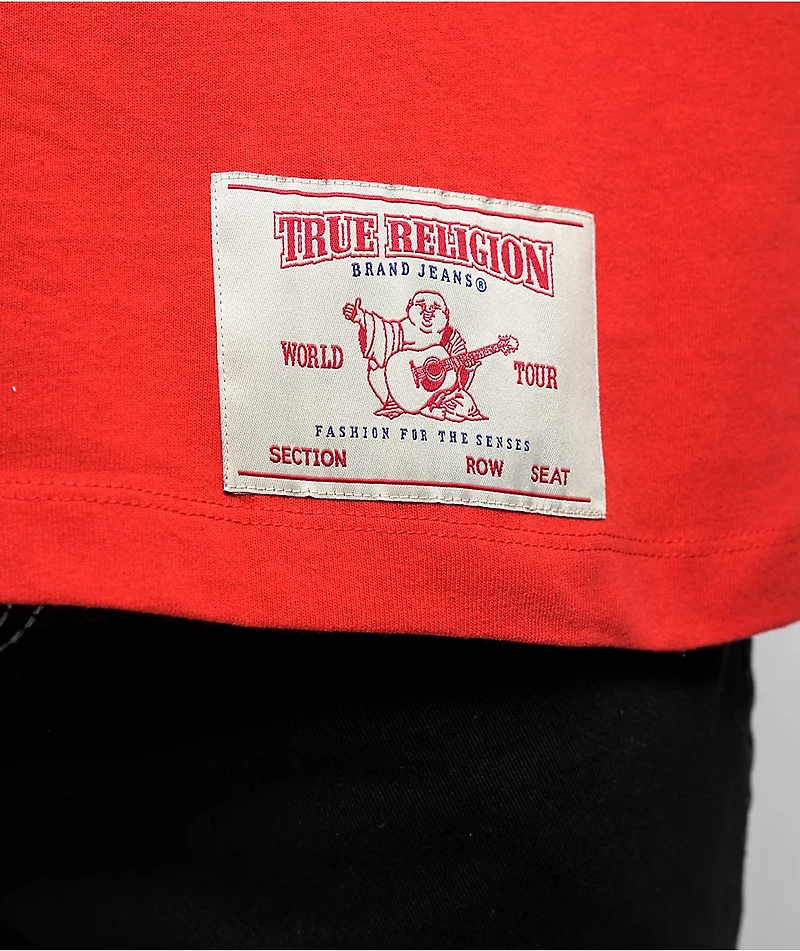 TRUE RELIGION
BRAND JEANS®
WORLD TOUR
FASHION FOR THE SENSES
SECTION ROW SEAT